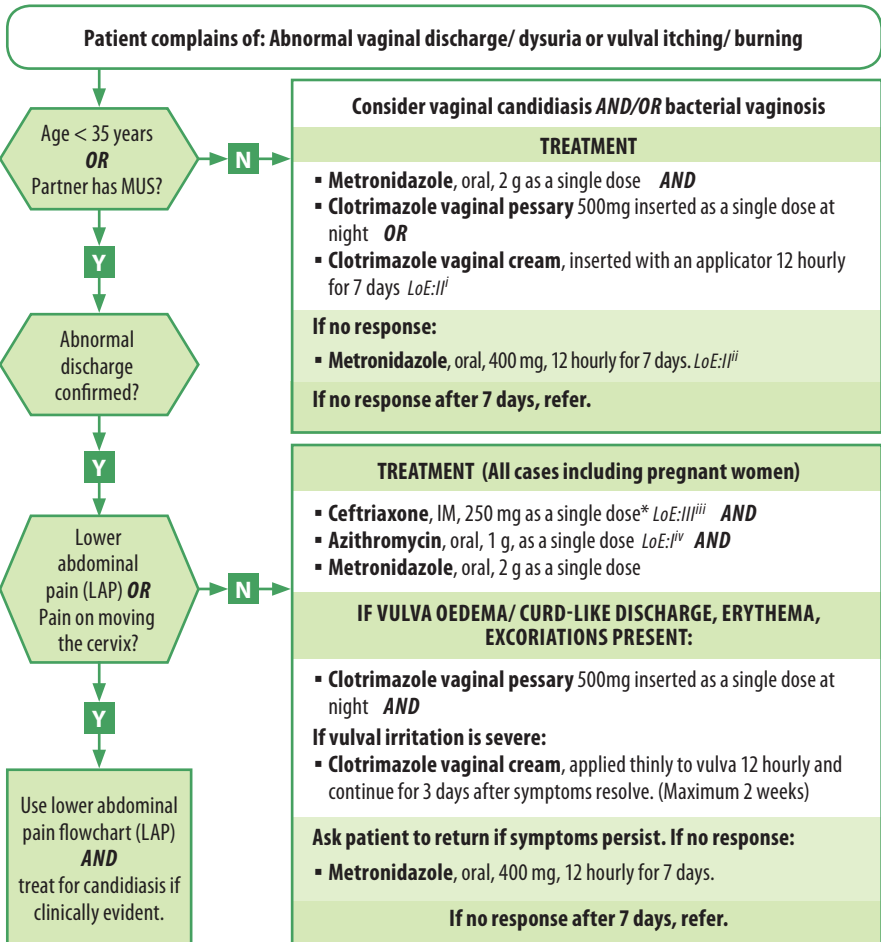 Patient complains of: Abnormal vaginal discharge/ dysuria or vulval itching/ burning
Age < 35 years
OR
Partner has MUS?
N
Consider vaginal candidiasis AND/OR bacterial vaginosis
TREATMENT
▪ Metronidazole, oral, 2 g as a single dose AND
▪ Clotrimazole vaginal pessary 500mg inserted as a single dose at
night OR
▪ Clotrimazole vaginal cream, inserted with an applicator 12 hourly
for 7 days LoE:IIⁱ
If no response:
▪ Metronidazole, oral, 400 mg, 12 hourly for 7 days. LoE:IIⁱⁱ
If no response after 7 days, refer.
Y
Abnormal
discharge
confirmed?
Y
Lower
abdominal
pain (LAP) OR
Pain on moving
the cervix?
N
TREATMENT (All cases including pregnant women)
▪ Ceftriaxone, IM, 250 mg as a single dose* LoE:IIIⁱⁱⁱ AND
▪ Azithromycin, oral, 1 g, as a single dose LoE:Iⁱᵛ AND
▪ Metronidazole, oral, 2 g as a single dose
IF VULVA OEDEMA/ CURD-LIKE DISCHARGE, ERYTHEMA,
EXCORIATIONS PRESENT:
▪ Clotrimazole vaginal pessary 500mg inserted as a single dose at
night AND
If vulval irritation is severe:
▪ Clotrimazole vaginal cream, applied thinly to vulva 12 hourly and
continue for 3 days after symptoms resolve. (Maximum 2 weeks)
Ask patient to return if symptoms persist. If no response:
▪ Metronidazole, oral, 400 mg, 12 hourly for 7 days.
If no response after 7 days, refer.
Y
Use lower abdominal
pain flowchart (LAP)
AND
treat for candidiasis if
clinically evident.